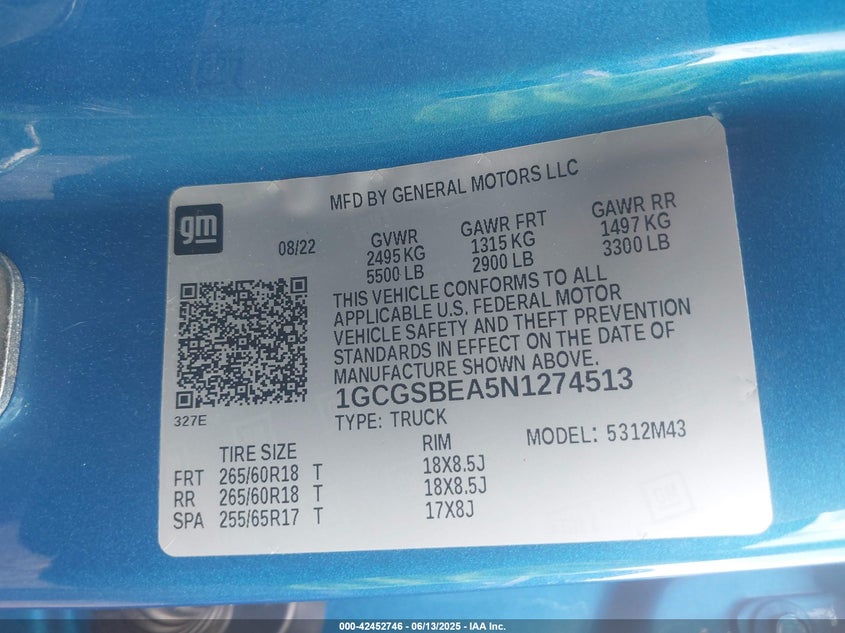 MFD BY GENERAL MOTORS LLC
gm
08/22
GVWR
2495 KG
5500 LB
GAWR FRT
1315 KG
2900 LB
GAWR RR
1497 KG
3300 LB
THIS VEHICLE CONFORMS TO ALL
APPLICABLE U.S. FEDERAL MOTOR
VEHICLE SAFETY AND THEFT PREVENTION
STANDARDS IN EFFECT ON THE DATE OF
MANUFACTURE SHOWN ABOVE.
1GCGSBEA5N1274513
327E
TYPE: TRUCK
MODEL: 5312M43
TIRE SIZE RIM
FRT 265/60R18 T 18X8.5J
RR 265/60R18 T 18X8.5J
SPA 255/65R17 T 17X8J
000-42452746 - 06/13/2025 - IAA Inc.